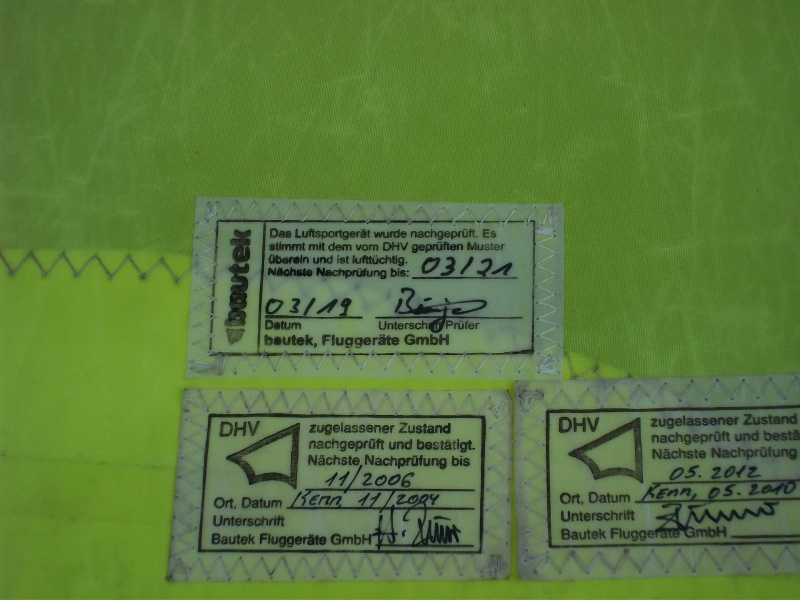 bautek
Das Luftsportgerät wurde nachgeprüft. Es
stimmt mit dem vom DHV geprüften Muster
überein und ist lufttüchtig.
Nächste Nachprüfung bis: 03/21
03/19
Datum Unterschrift Prüfer
bautek, Fluggeräte GmbH
DHV zugelassener Zustand
nachgeprüft und bestätigt.
Nächste Nachprüfung bis
11/2006
Ort, Datum Kenn, 11/2004
Unterschrift
Bautek Fluggeräte GmbH
DHV zugelassener Zustand
nachgeprüft und bestä
Nächste Nachprüfung
05.2012
Ort, Datum Kenn, 05.2010
Unterschrift
Bautek Fluggeräte GmbH